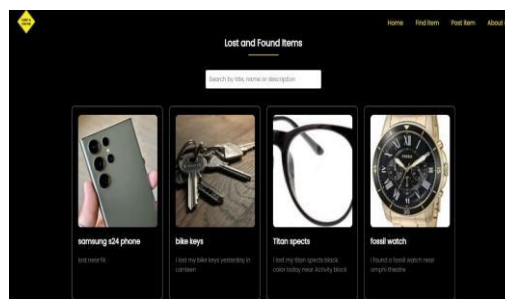 Home Find Item Post Item About
Lost and Found Items
Search by title, name or description
samsung s24 phone
bike keys
Titan spects
fossil watch
lost near fk
I lost my bike keys yesterday in
canteen
I lost my titan spects black
color today near Activity block
I found a fossil watch near
amphi theatre